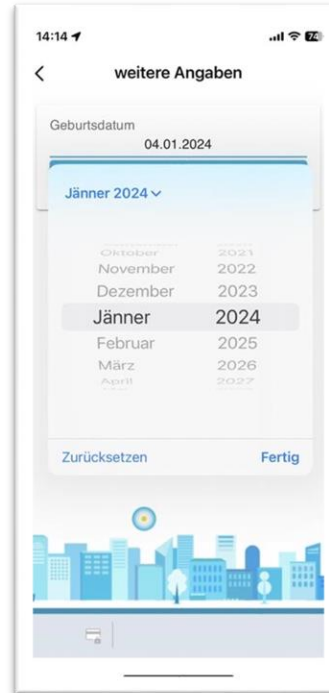 14:14 74
weitere Angaben
Geburtsdatum
04.01.2024
Jänner 2024
Oktober 2021
November 2022
Dezember 2023
Jänner 2024
Februar 2025
März 2026
April 2027
Zurücksetzen Fertig